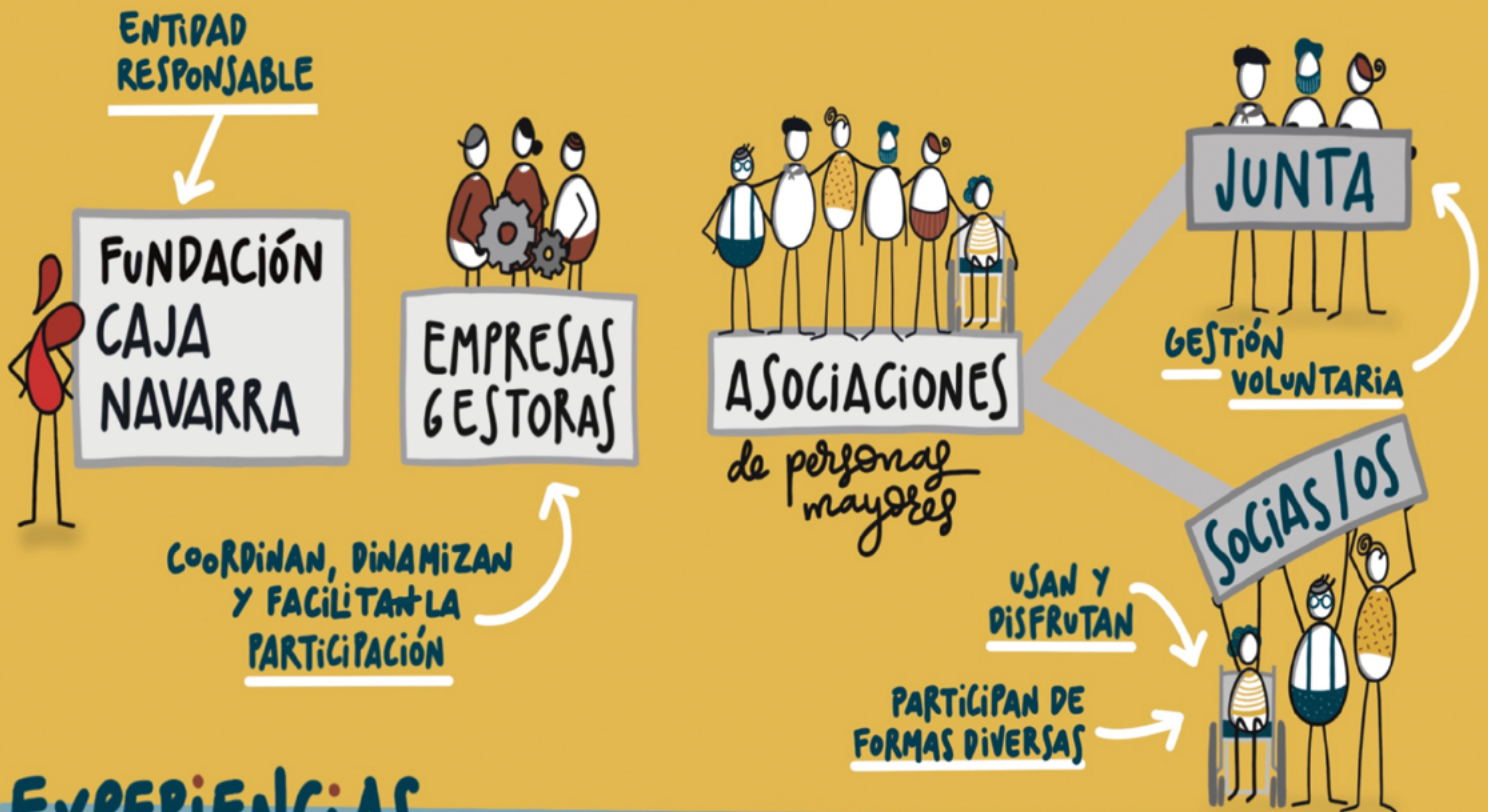 ENTIDAD
RESPONSABLE
FUNDACIÓN
CAJA
NAVARRA
EMPRESAS
GESTORAS
COORDINAN, DINAMIZAN
Y FACILITAN LA
PARTICIPACIÓN
ASOCIACIONES
de personas
mayores
JUNTA
GESTIÓN
VOLUNTARIA
SOCIAS/OS
USAN Y
DISFRUTAN
PARTICIPAN DE
FORMAS DIVERSAS
EXPERIENCIAS